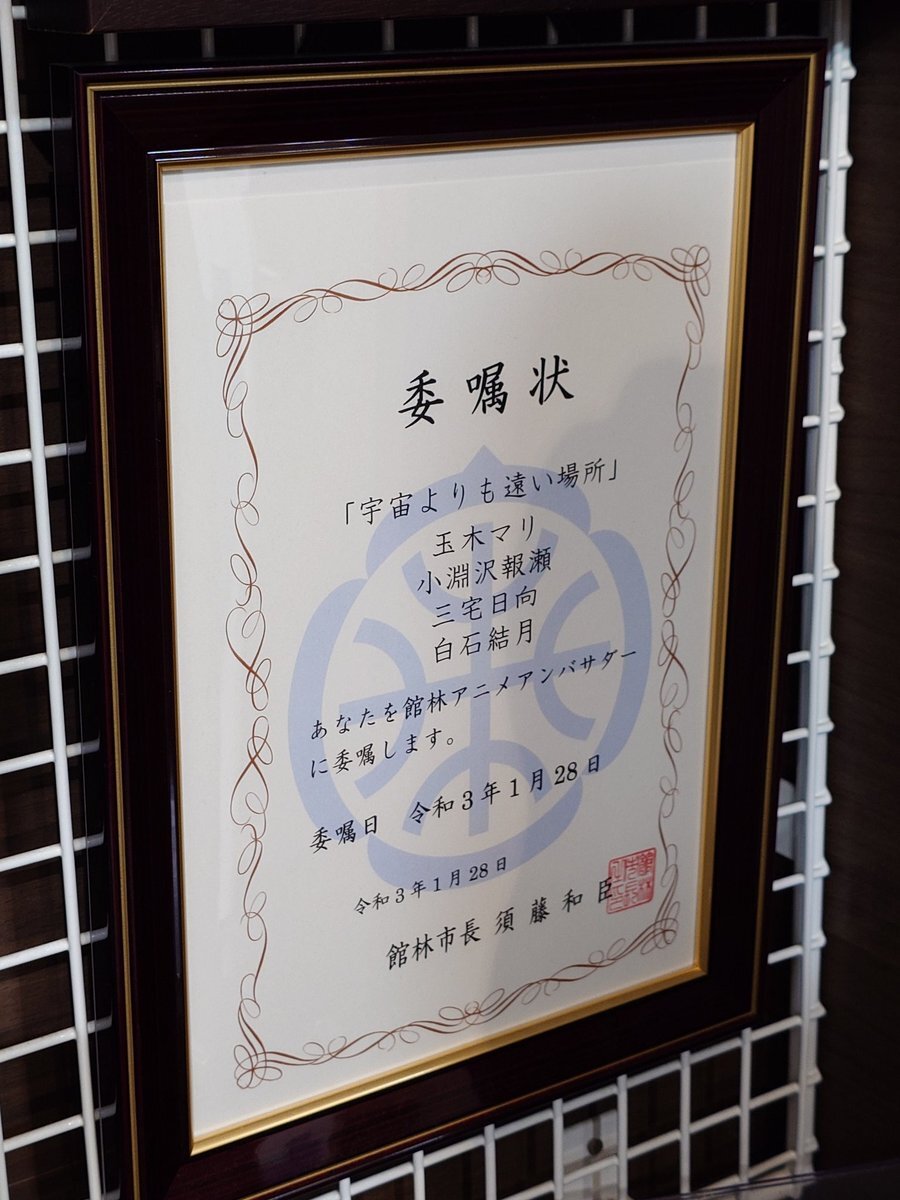 委嘱状
「宇宙よりも遠い場所」
玉木マリ
小淵沢報瀬
三宅日向
白石結月
あなたを館林アニメアンバサダー
に委嘱します。
委嘱日 令和3年1月28日
令和3年1月28日
館林市長 須藤和臣